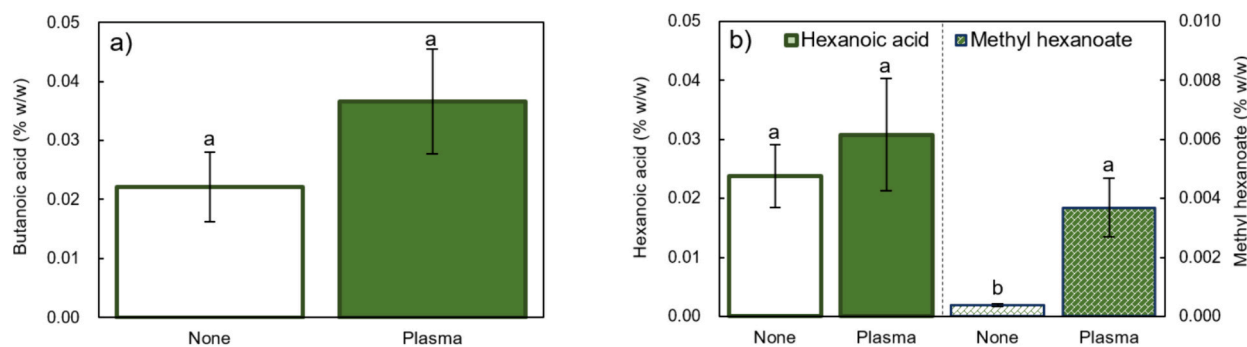 a)
Butanoic acid (% w/w)
0.05
0.04
0.03
0.02
0.01
0.00
a
a
None
Plasma
b)
Hexanoic acid
Methyl hexanoate
Hexanoic acid (% w/w)
0.05
0.04
0.03
0.02
0.01
0.00
a
a
b
a
None
Plasma
None
Plasma
0.010
0.008
0.006
0.004
0.002
0.000
Methyl hexanoate (% w/w)